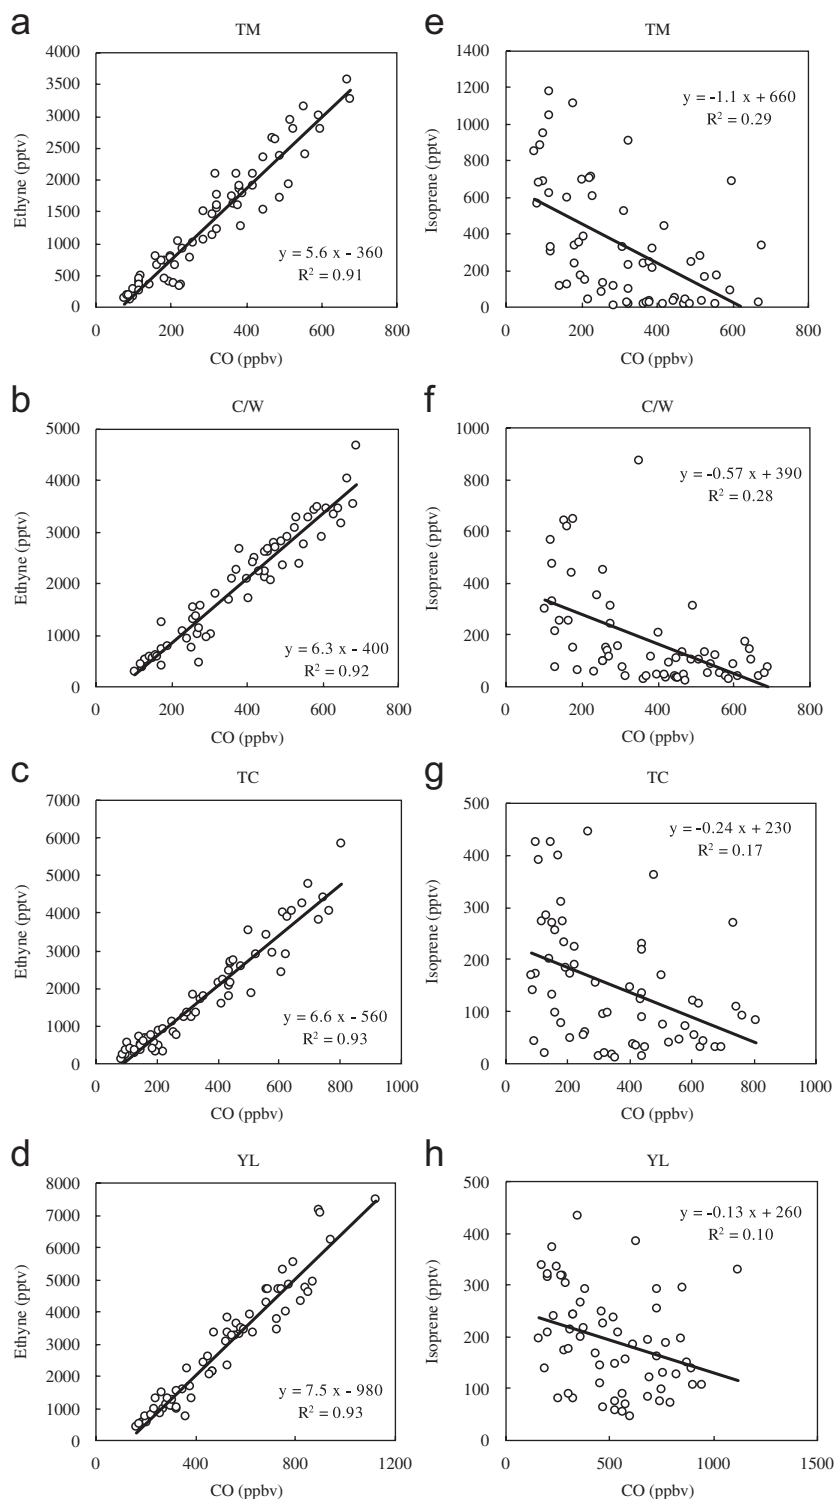 a
TM
4000
3500
3000
2500
2000
1500
1000
500
0
Ethyne (pptv)
y = 5.6 x - 360
R² = 0.91
0 200 400 600 800
CO (ppbv)
e
TM
1400
1200
1000
800
600
400
200
0
Isoprene (pptv)
y = -1.1 x + 660
R² = 0.29
0 200 400 600 800
CO (ppbv)
b
C/W
5000
4000
3000
2000
1000
0
Ethyne (pptv)
y = 6.3 x - 400
R² = 0.92
0 200 400 600 800
CO (ppbv)
f
C/W
1000
800
600
400
200
0
Isoprene (pptv)
y = -0.57 x + 390
R² = 0.28
0 200 400 600 800
CO (ppbv)
c
TC
7000
6000
5000
4000
3000
2000
1000
0
Ethyne (pptv)
y = 6.6 x - 560
R² = 0.93
0 200 400 600 800 1000
CO (ppbv)
g
TC
500
400
300
200
100
0
Isoprene (pptv)
y = -0.24 x + 230
R² = 0.17
0 200 400 600 800 1000
CO (ppbv)
d
YL
8000
7000
6000
5000
4000
3000
2000
1000
0
Ethyne (pptv)
y = 7.5 x - 980
R² = 0.93
0 400 800 1200
CO (ppbv)
h
YL
500
400
300
200
100
0
Isoprene (pptv)
y = -0.13 x + 260
R² = 0.10
0 500 1000 1500
CO (ppbv)